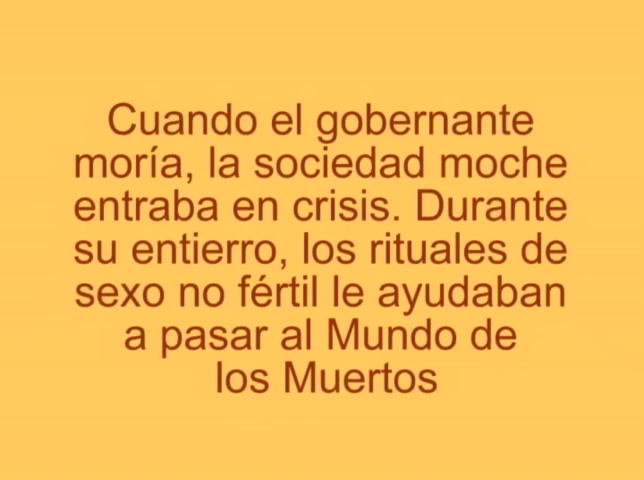 Cuando el gobernante
moría, la sociedad moche
entraba en crisis. Durante
su entierro, los rituales de
sexo no fértil le ayudaban
a pasar al Mundo de
los Muertos